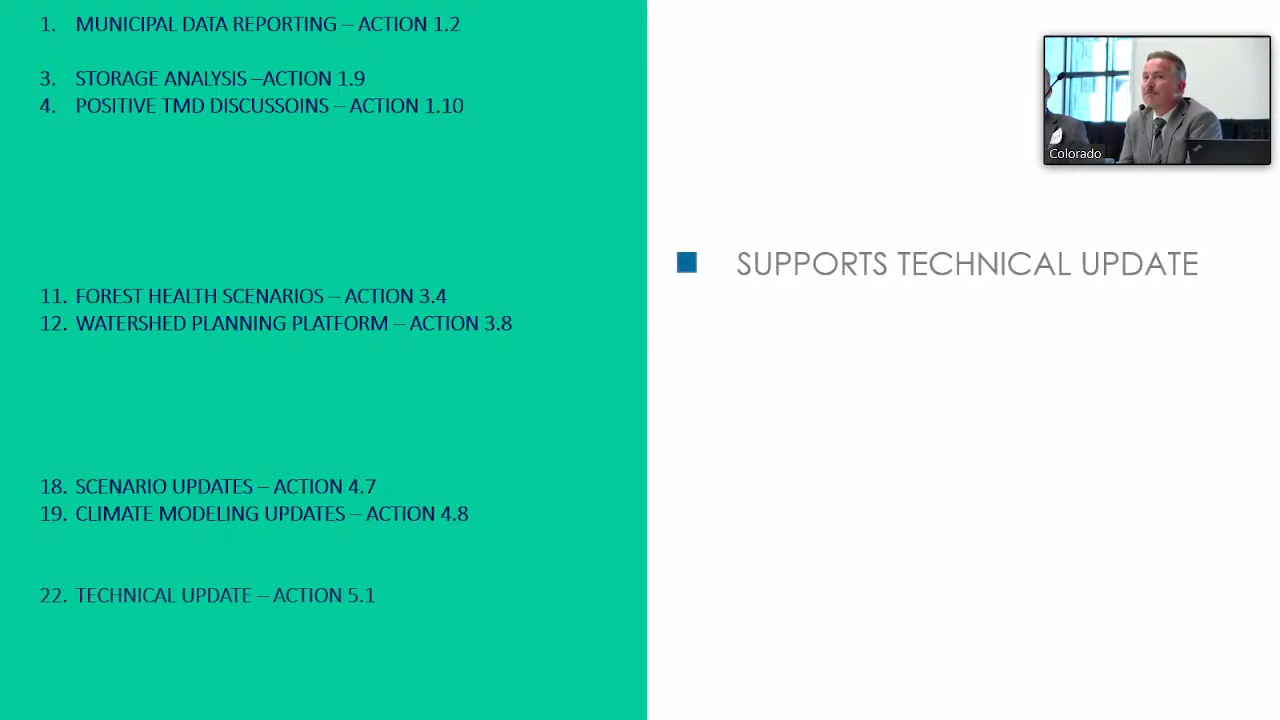 1. MUNICIPAL DATA REPORTING – ACTION 1.2
3. STORAGE ANALYSIS –ACTION 1.9
4. POSITIVE TMD DISCUSSOINS – ACTION 1.10
11. FOREST HEALTH SCENARIOS – ACTION 3.4
12. WATERSHED PLANNING PLATFORM – ACTION 3.8
18. SCENARIO UPDATES – ACTION 4.7
19. CLIMATE MODELING UPDATES – ACTION 4.8
22. TECHNICAL UPDATE – ACTION 5.1
SUPPORTS TECHNICAL UPDATE
Colorado